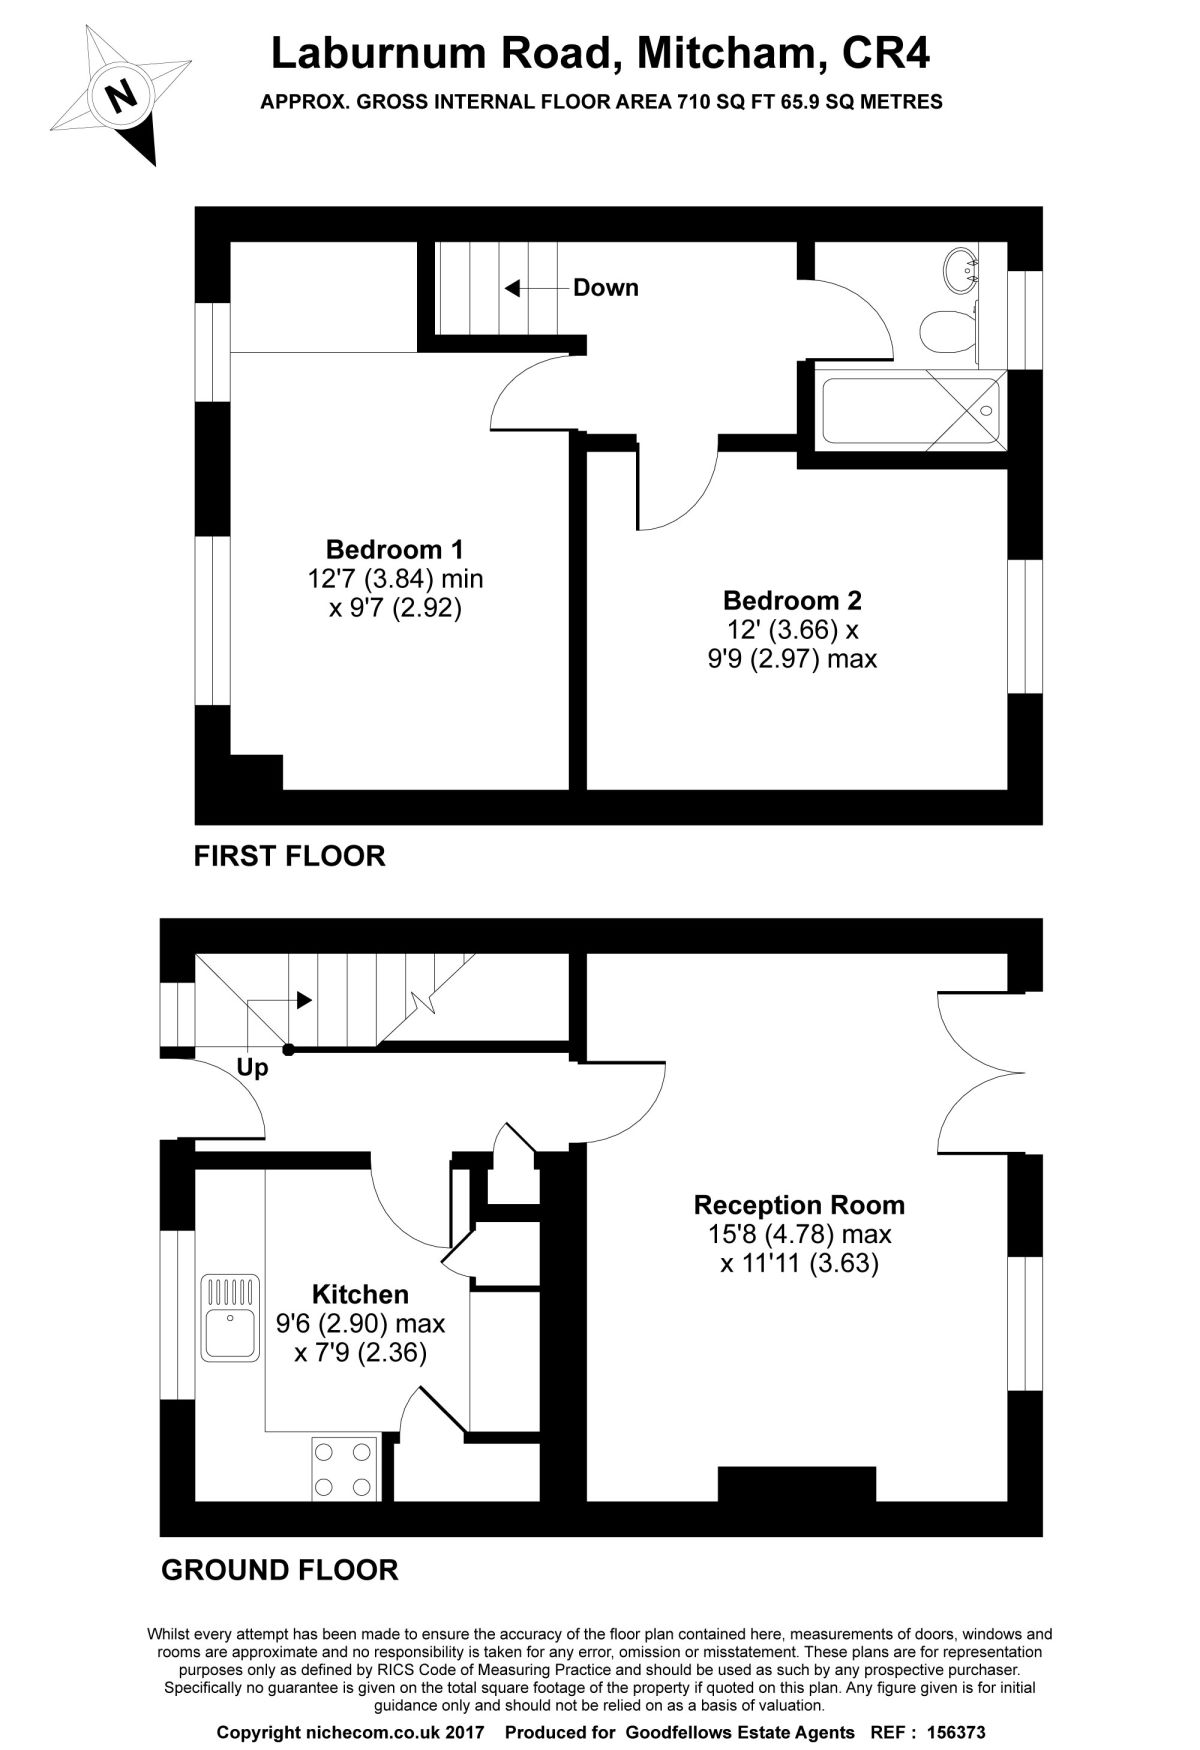 N
Laburnum Road, Mitcham, CR4
APPROX. GROSS INTERNAL FLOOR AREA 710 SQ FT 65.9 SQ METRES
Down
Bedroom 1
12'7 (3.84) min
x 9'7 (2.92)
Bedroom 2
12' (3.66) x
9'9 (2.97) max
FIRST FLOOR
Up
Reception Room
15'8 (4.78) max
x 11'11 (3.63)
Kitchen
9'6 (2.90) max
x 7'9 (2.36)
GROUND FLOOR
Whilst every attempt has been made to ensure the accuracy of the floor plan contained here, measurements of doors, windows and
rooms are approximate and no responsibility is taken for any error, omission or misstatement. These plans are for representation
purposes only as defined by RICS Code of Measuring Practice and should be used as such by any prospective purchaser.
Specifically no guarantee is given on the total square footage of the property if quoted on this plan. Any figure given is for initial
guidance only and should not be relied on as a basis of valuation.
Copyright nichecom.co.uk 2017 Produced for Goodfellows Estate Agents REF : 156373